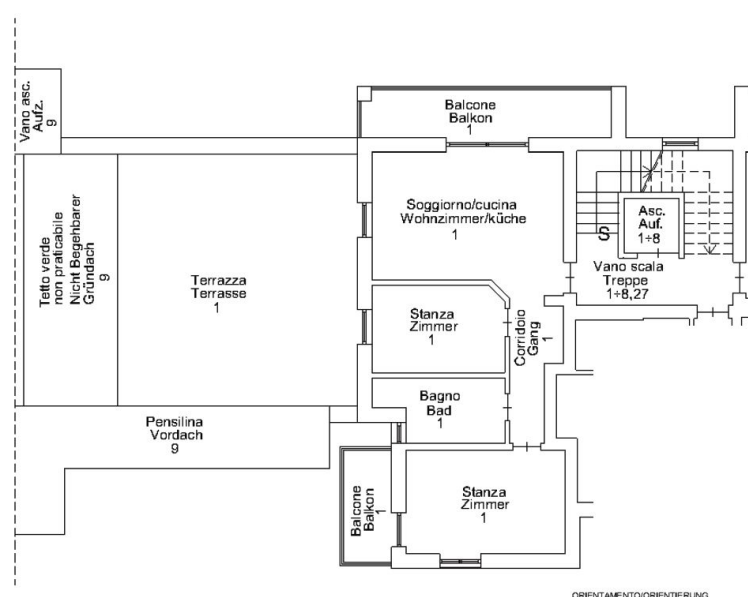 Vano asc.
Aufz.
9
Balcone
Balkon
1
Soggiorno/cucina
Wohnzimmer/küche
1
Asc.
Auf.
1÷8
S
Vano scala
Treppe
1÷8,27
Tetto verde
non praticabile
Nicht Begehbarer
Gründach
9
Terrazza
Terrasse
1
Stanza
Zimmer
1
Corridoio
Gang
1
Bagno
Bad
1
Pensilina
Vordach
9
Balcone
Balkon
1
Stanza
Zimmer
1
ORIENTAMENTO/ORIENTIERUNG